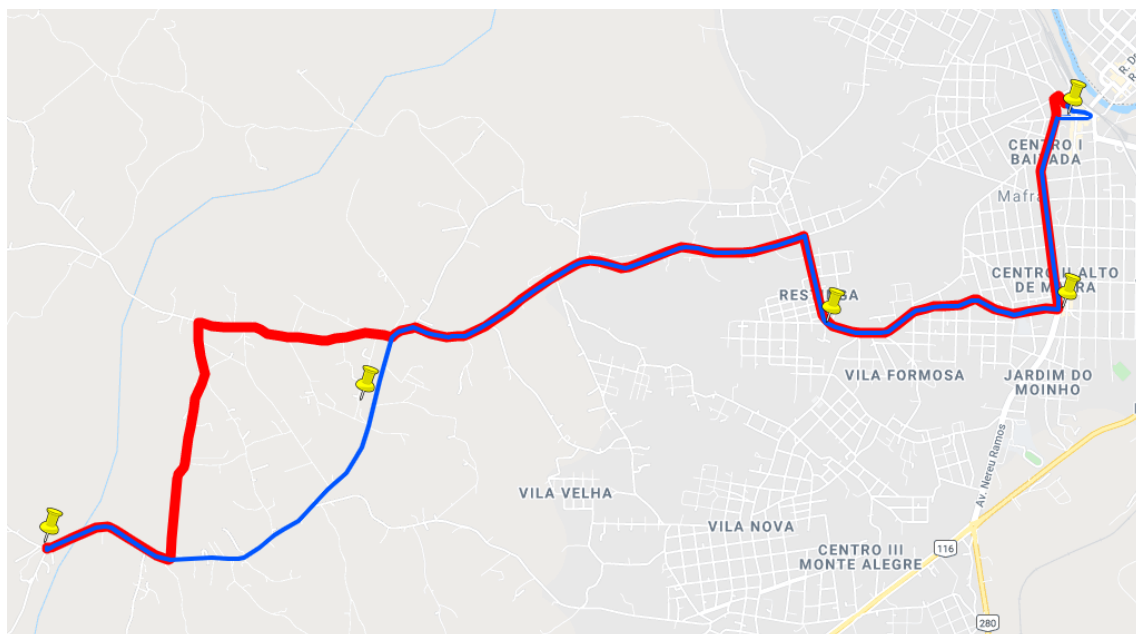 R. D
R
CENTRO I
BAIXADA
Mafra
CENTRO II ALTO
DE MAFRA
VILA FORMOSA
JARDIM DO
MOINHO
Av. Nereu Ramos
VILA VELHA
VILA NOVA
CENTRO III
MONTE ALEGRE
116
280